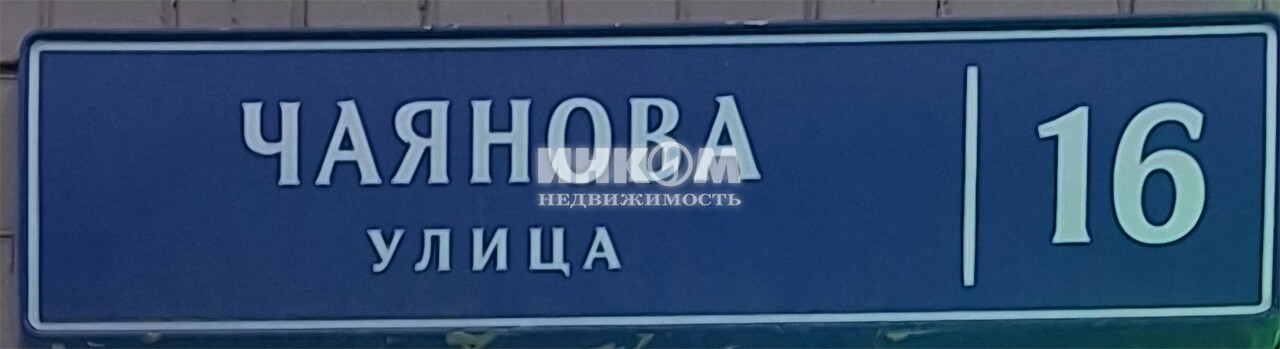 ЧАЯНОВА
УЛИЦА
16
ИНКОМ
НЕДВИЖИМОСТЬ